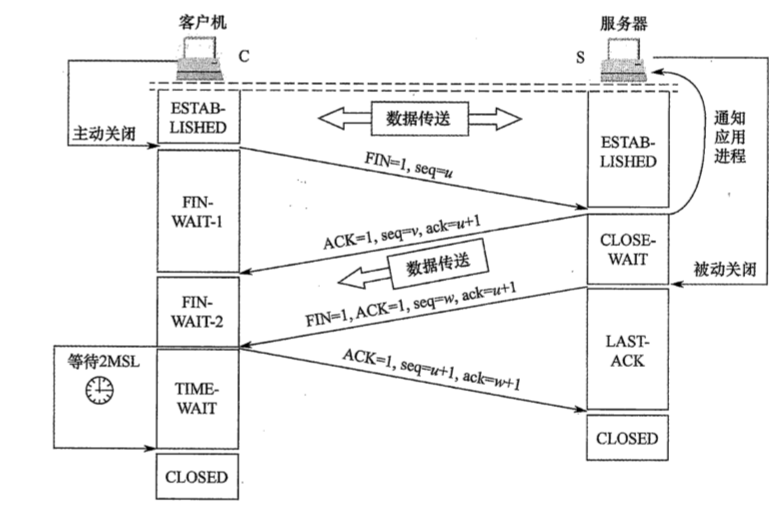 客户机
服务器
C
S
ESTAB-
LISHED
数据传送
ESTAB-
LISHED
通知
应用
进程
主动关闭
FIN=1, seq=u
FIN-
WAIT-1
ACK=1, seq=v, ack=u+1
CLOSE-
WAIT
数据传送
被动关闭
FIN-
WAIT-2
FIN=1, ACK=1, seq=w, ack=u+1
LAST-
ACK
等待2MSL
ACK=1, seq=u+1, ack=w+1
TIME-
WAIT
CLOSED
CLOSED